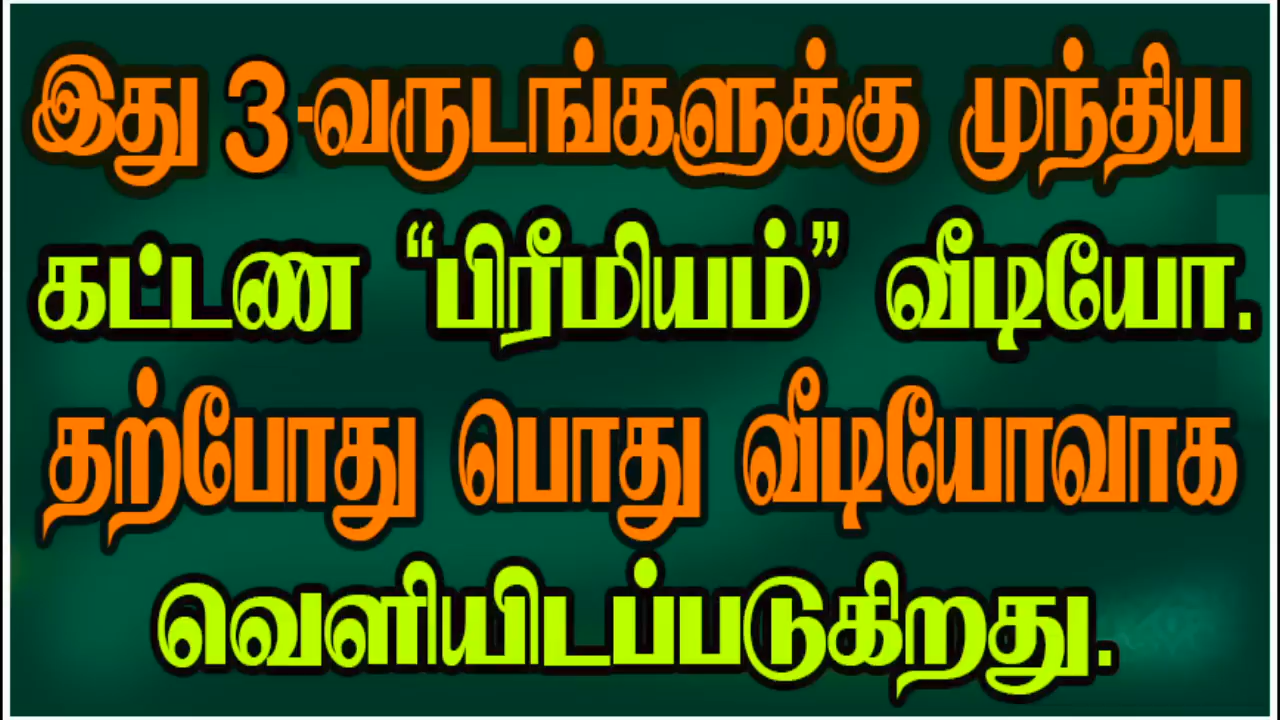 இது 3-வருடங்களுக்கு முந்திய
கட்டண “பிரீமியம்” வீடியோ.
தற்போது பொது வீடியோவாக
வெளியிடப்படுகிறது.